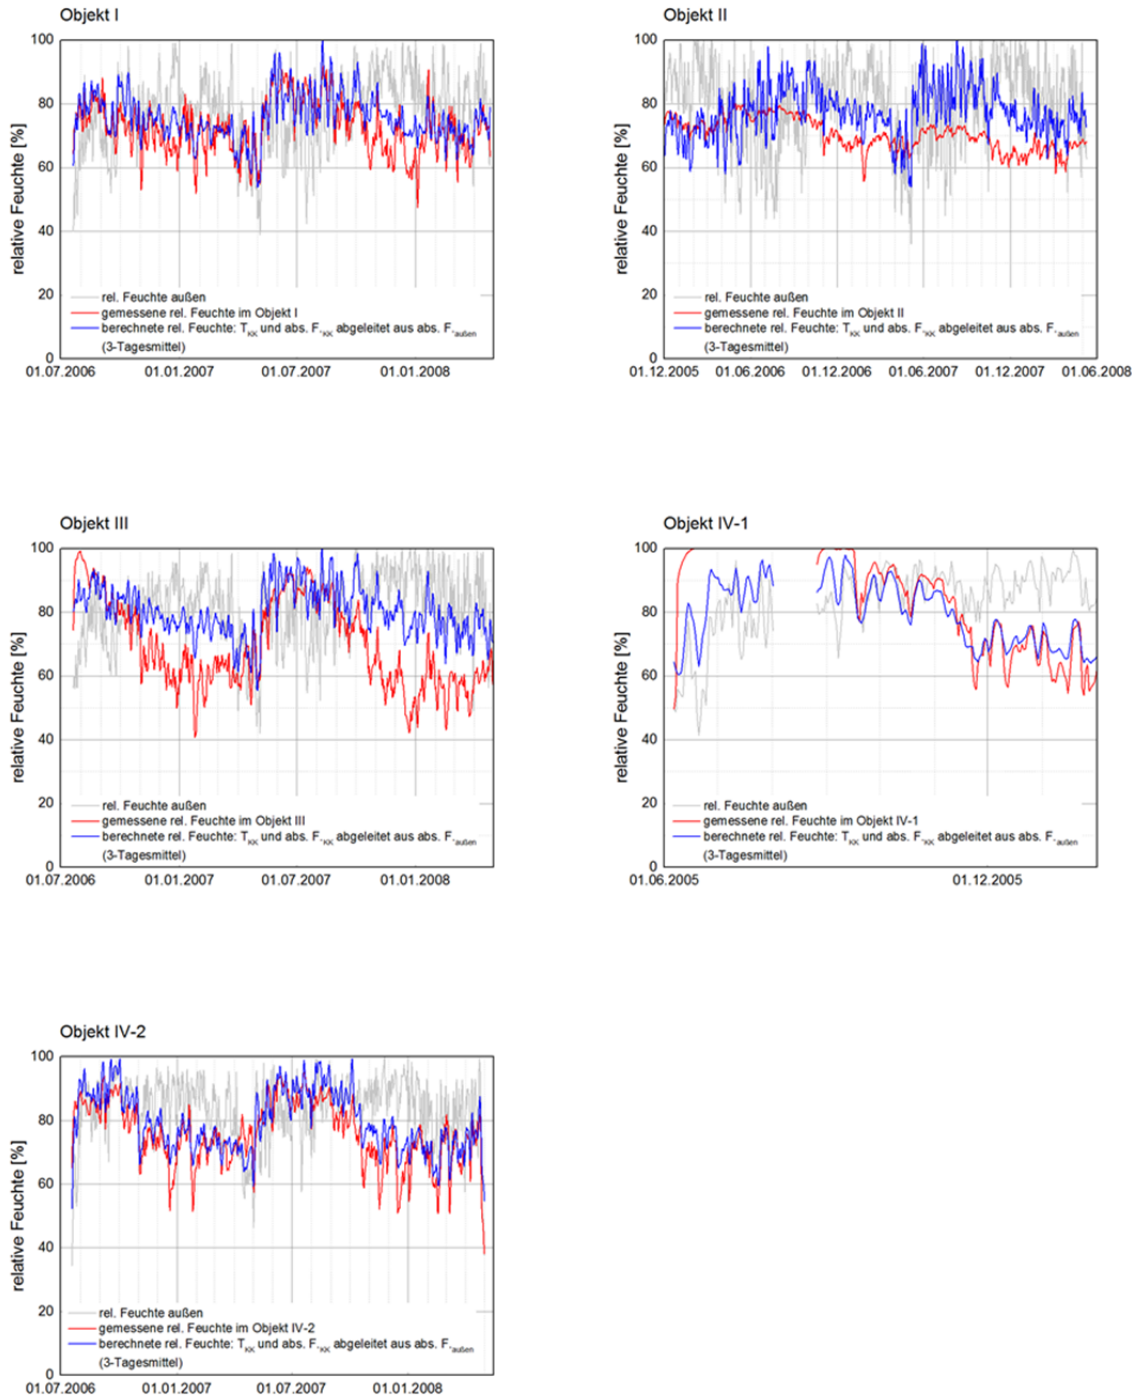 Objekt I
100
80
60
40
20
0
relative Feuchte [%]
rel. Feuchte außen
gemessene rel. Feuchte im Objekt I
berechnete rel. Feuchte: T_KK und abs. F._KK abgeleitet aus abs. F._außen
(3-Tagesmittel)
01.07.2006 01.01.2007 01.07.2007 01.01.2008
Objekt II
100
80
60
40
20
0
relative Feuchte [%]
rel. Feuchte außen
gemessene rel. Feuchte im Objekt II
berechnete rel. Feuchte: T_KK und abs. F._KK abgeleitet aus abs. F._außen
(3-Tagesmittel)
01.12.2005 01.06.2006 01.12.2006 01.06.2007 01.12.2007 01.06.2008
Objekt III
100
80
60
40
20
0
relative Feuchte [%]
rel. Feuchte außen
gemessene rel. Feuchte im Objekt III
berechnete rel. Feuchte: T_KK und abs. F._KK abgeleitet aus abs. F._außen
(3-Tagesmittel)
01.07.2006 01.01.2007 01.07.2007 01.01.2008
Objekt IV-1
100
80
60
40
20
0
relative Feuchte [%]
rel. Feuchte außen
gemessene rel. Feuchte im Objekt IV-1
berechnete rel. Feuchte: T_KK und abs. F._KK abgeleitet aus abs. F._außen
(3-Tagesmittel)
01.06.2005 01.12.2005
Objekt IV-2
100
80
60
40
20
0
relative Feuchte [%]
rel. Feuchte außen
gemessene rel. Feuchte im Objekt IV-2
berechnete rel. Feuchte: T_KK und abs. F._KK abgeleitet aus abs. F._außen
(3-Tagesmittel)
01.07.2006 01.01.2007 01.07.2007 01.01.2008